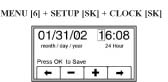 MENU [6] + SETUP [SK] + CLOCK [SK]
01/31/02 16:08
month / day / year 24 Hour
Press OK to Save
← − + →